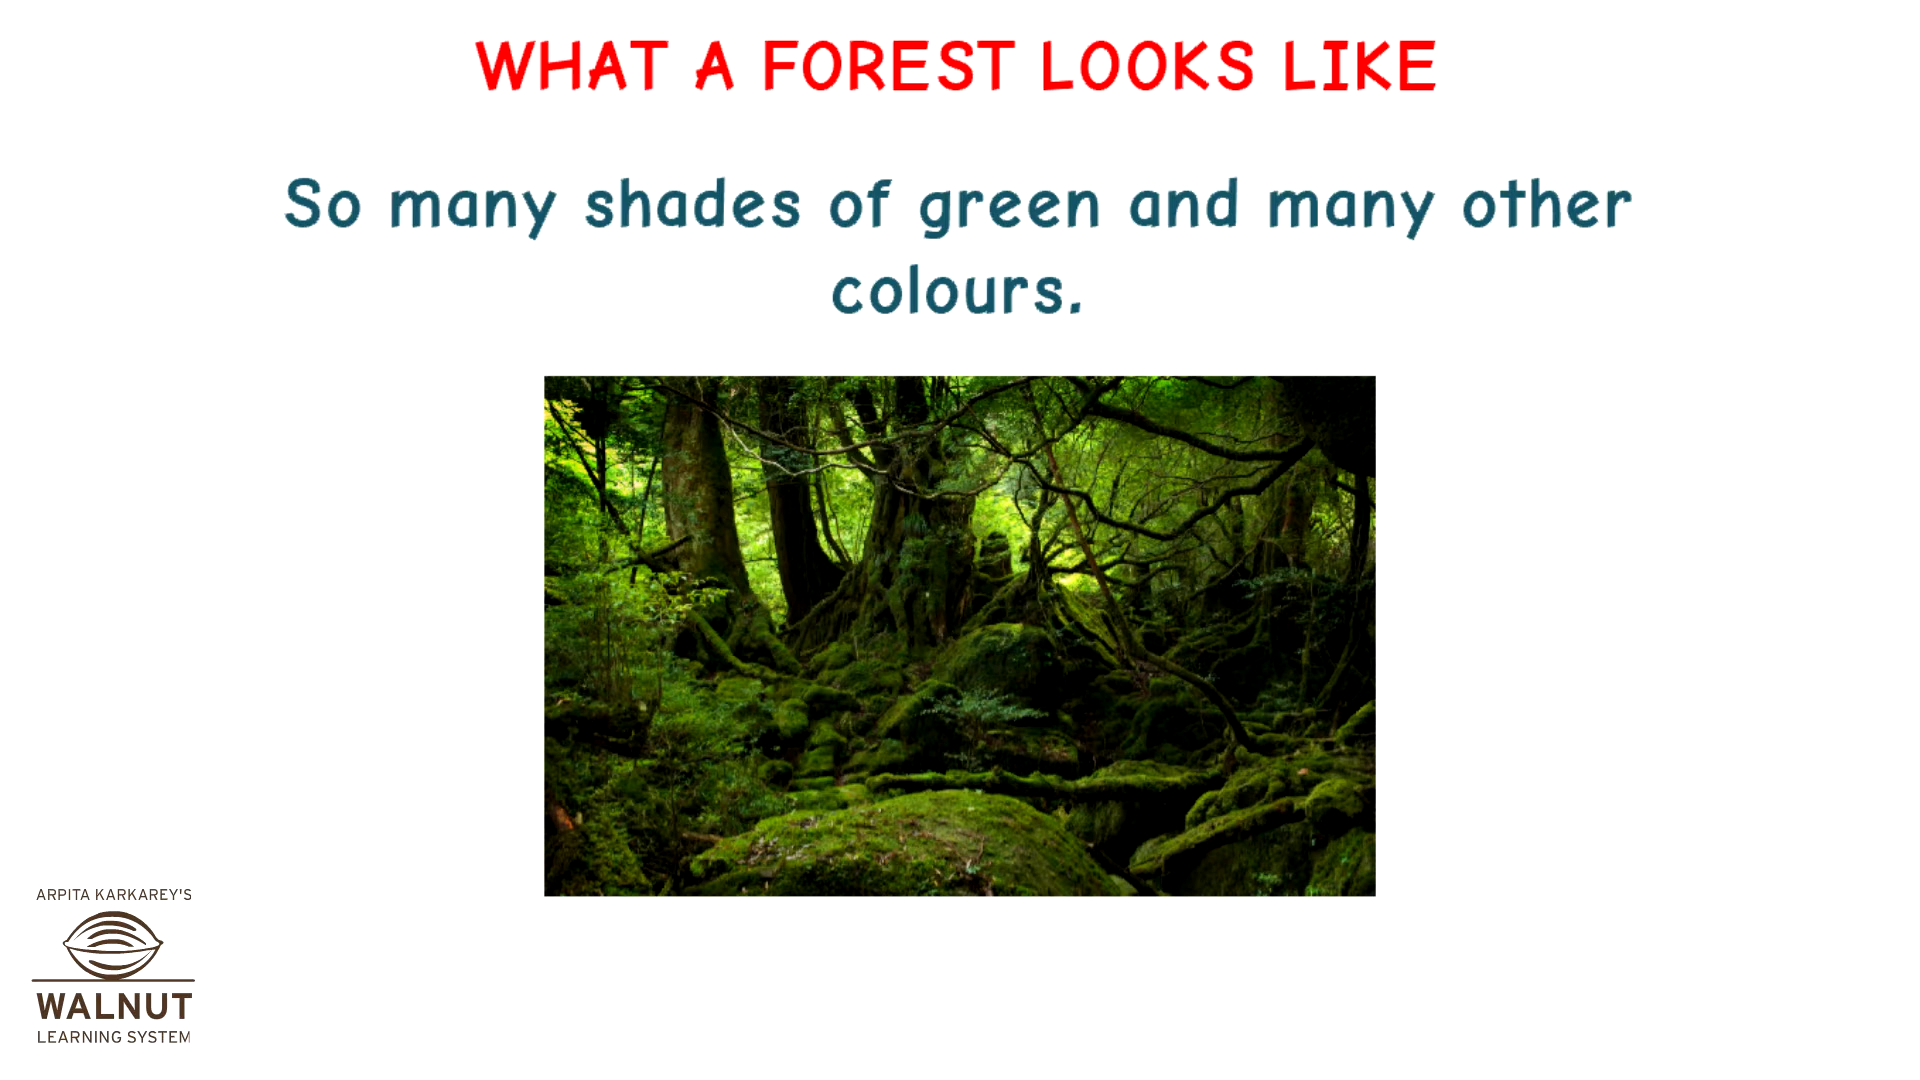 WHAT A FOREST LOOKS LIKE
So many shades of green and many other
colours.
ARPITA KARKAREY'S
WALNUT
LEARNING SYSTEM